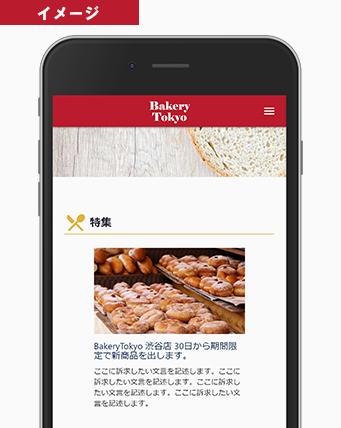 イメージ
Bakery
Tokyo
特集
BakeryTokyo 渋谷店 30日から期間限
定で新商品を出します。
ここに訴求したい文言を記述します。ここに
訴求したい文言を記述します。ここに訴求し
たい文言を記述します。ここに訴求したい文
言を記述します。